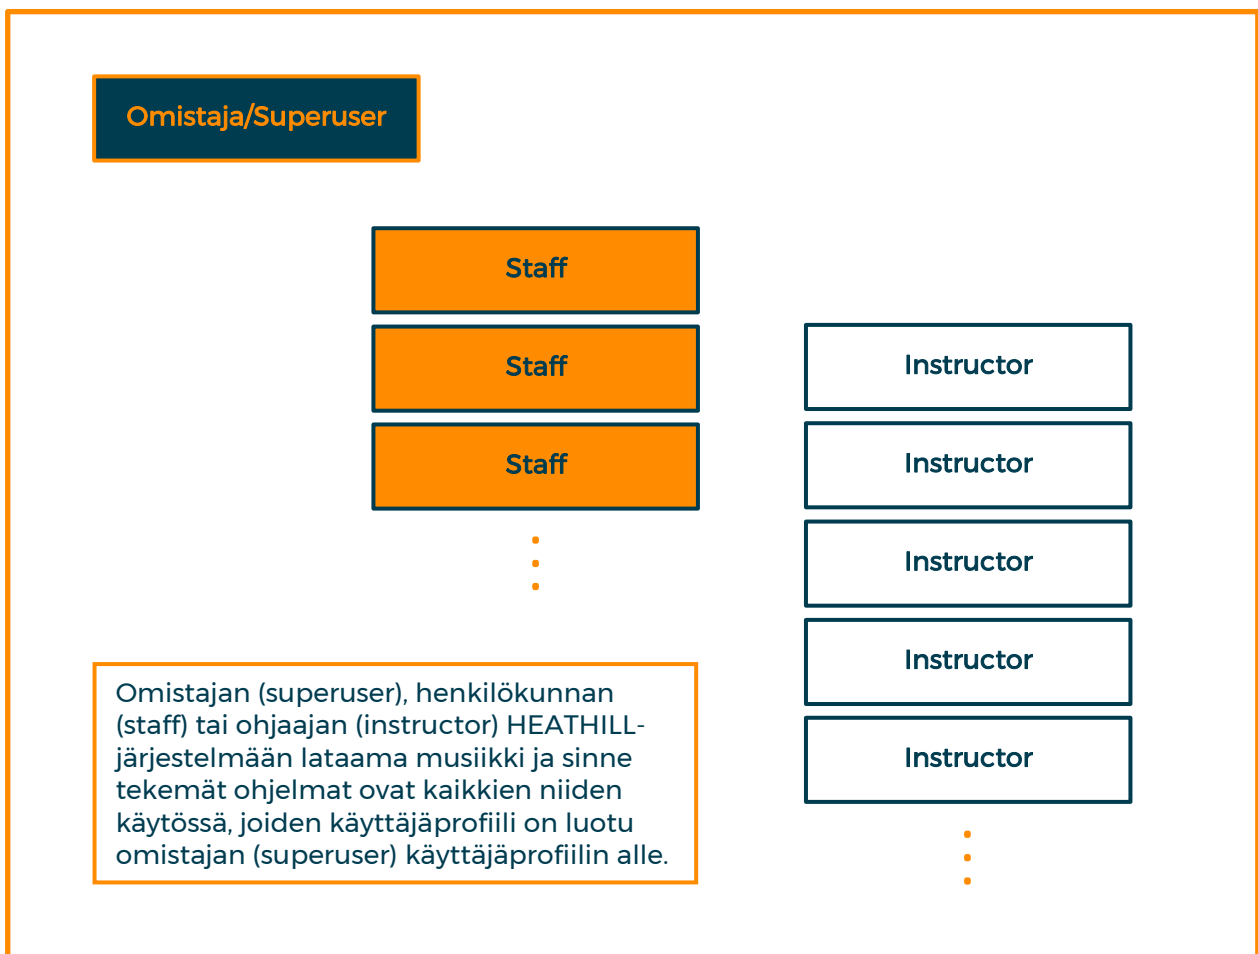 Omistaja/Superuser
Staff
Staff
Staff
Instructor
Instructor
Instructor
Instructor
Instructor
Omistajan (superuser), henkilökunnan
(staff) tai ohjaajan (instructor) HEATHILL-
järjestelmään lataama musiikki ja sinne
tekemät ohjelmat ovat kaikkien niiden
käytössä, joiden käyttäjäprofiili on luotu
omistajan (superuser) käyttäjäprofiilin alle.